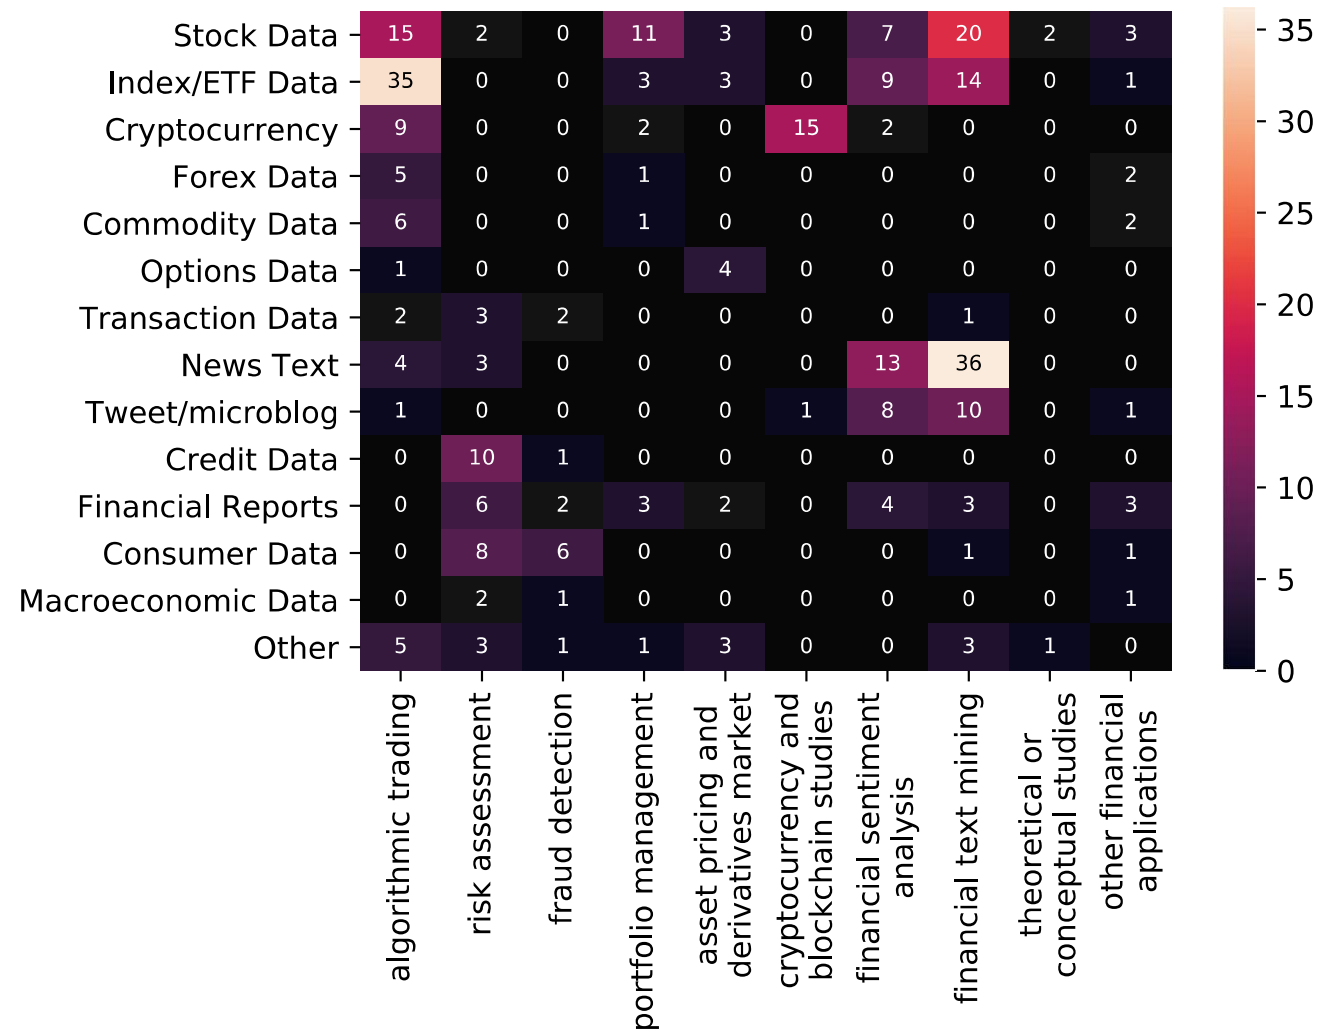 Stock Data 15 2 0 11 3 0 7 20 2 3
Index/ETF Data 35 0 0 3 3 0 9 14 0 1
Cryptocurrency 9 0 0 2 0 15 2 0 0 0
Forex Data 5 0 0 1 0 0 0 0 0 2
Commodity Data 6 0 0 1 0 0 0 0 0 2
Options Data 1 0 0 0 4 0 0 0 0 0
Transaction Data 2 3 2 0 0 0 0 1 0 0
News Text 4 3 0 0 0 0 13 36 0 0
Tweet/microblog 1 0 0 0 0 1 8 10 0 1
Credit Data 0 10 1 0 0 0 0 0 0 0
Financial Reports 0 6 2 3 2 0 4 3 0 3
Consumer Data 0 8 6 0 0 0 0 1 0 1
Macroeconomic Data 0 2 1 0 0 0 0 0 0 1
Other 5 3 1 1 3 0 0 3 1 0
algorithmic trading
risk assessment
fraud detection
portfolio management
asset pricing and
derivatives market
cryptocurrency and
blockchain studies
financial sentiment
analysis
financial text mining
theoretical or
conceptual studies
other financial
applications
35
30
25
20
15
10
5
0